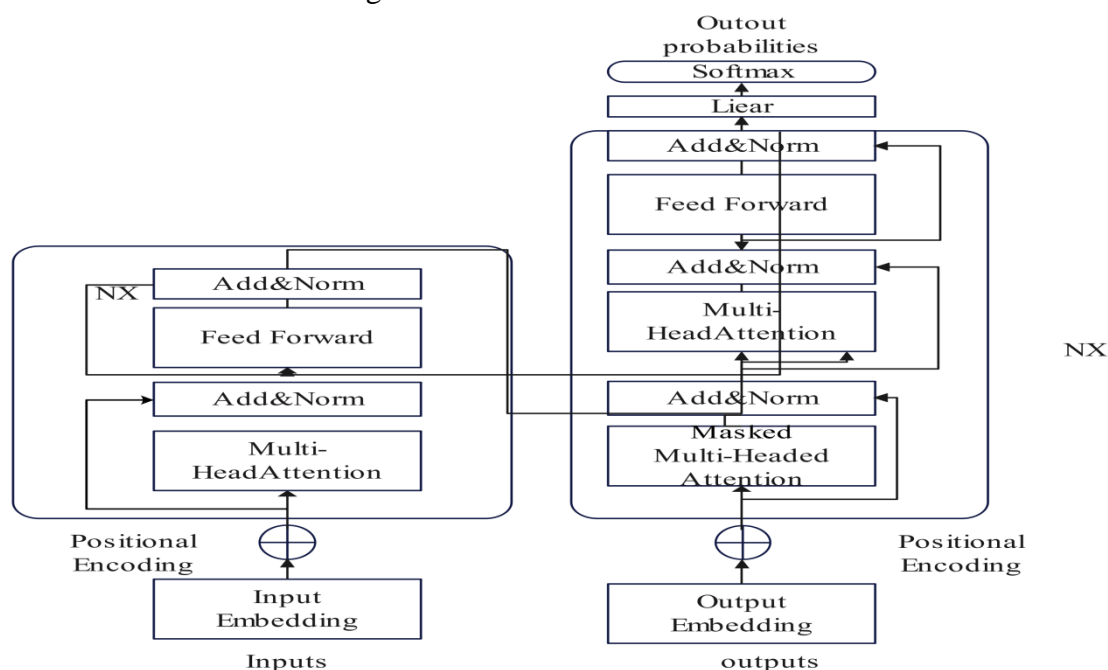 Outout
probabilities
Softmax
Liear
Add&Norm
Feed Forward
Add&Norm
Multi-
HeadAttention
NX
Add&Norm
Masked
Multi-Headed
Attention
Positional
Encoding
Output
Embedding
outputs
Add&Norm
NX
Feed Forward
Add&Norm
Multi-
HeadAttention
Positional
Encoding
Input
Embedding
Inputs